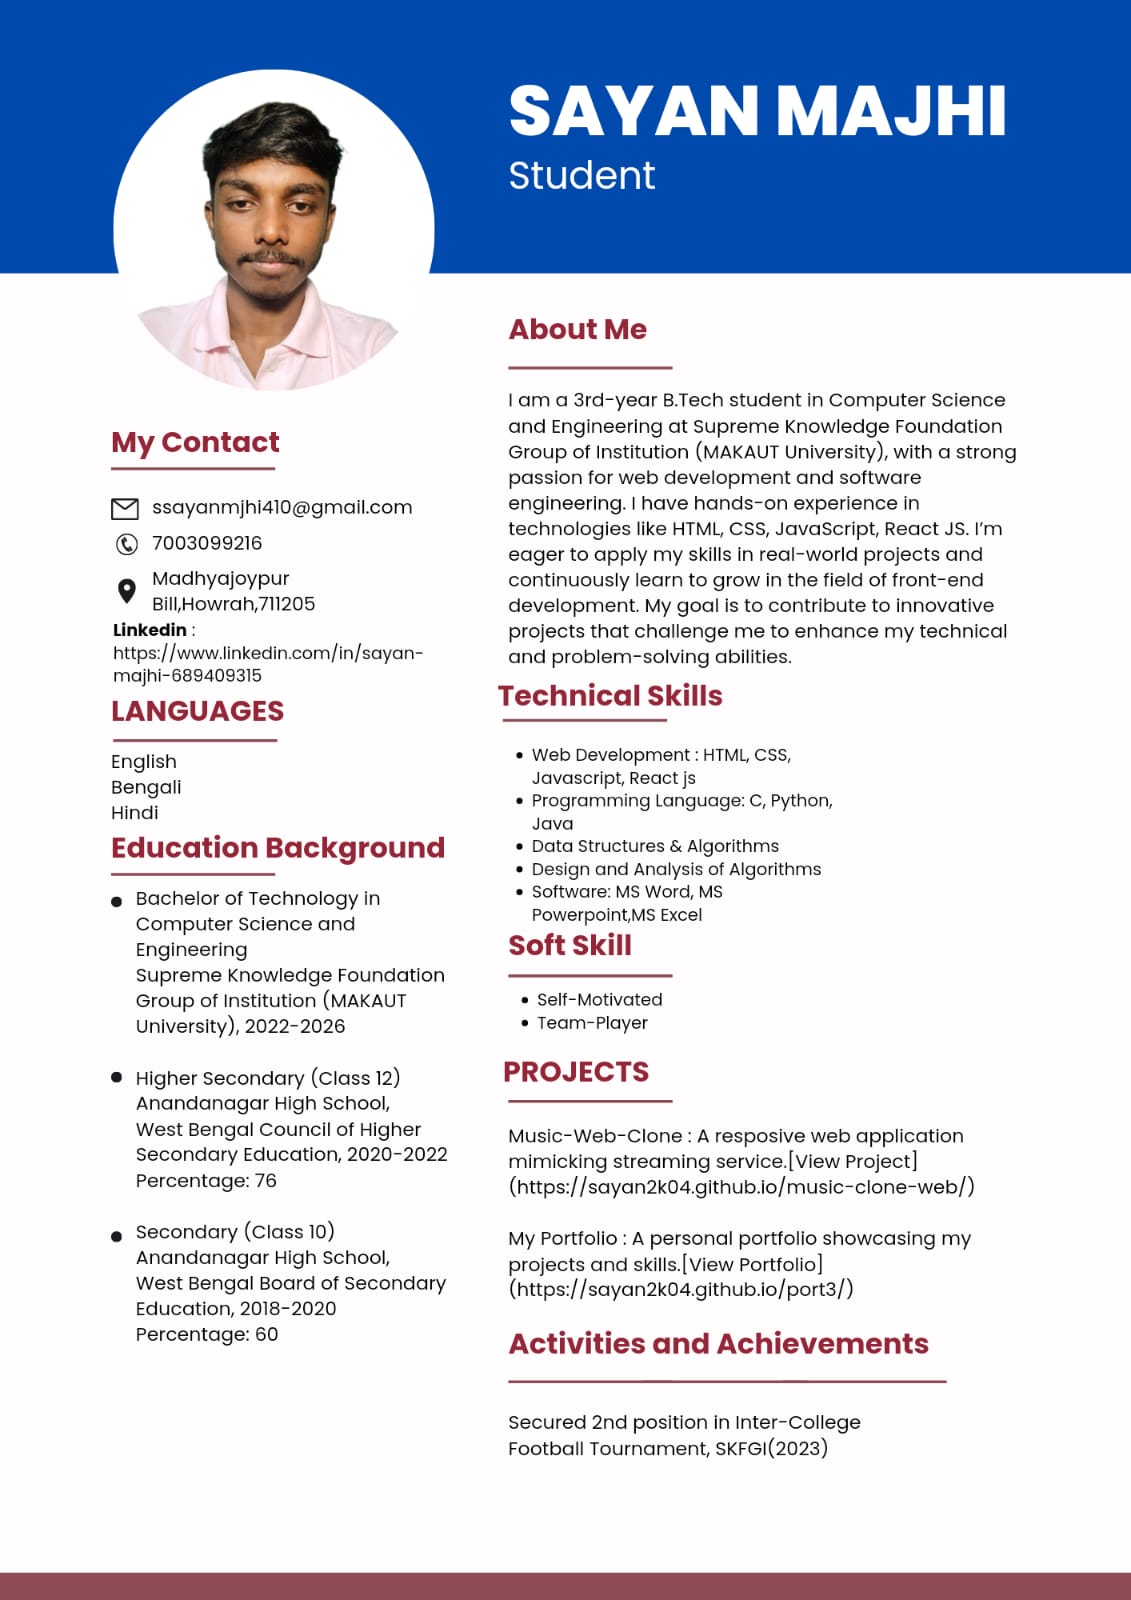 SAYAN MAJHI
Student
My Contact
ssayanmjhi410@gmail.com
7003099216
Madhyajoypur
Bill,Howrah,711205
Linkedin :
https://www.linkedin.com/in/sayan-
majhi-689409315
LANGUAGES
English
Bengali
Hindi
Education Background
Bachelor of Technology in
Computer Science and
Engineering
Supreme Knowledge Foundation
Group of Institution (MAKAUT
University), 2022-2026
Higher Secondary (Class 12)
Anandanagar High School,
West Bengal Council of Higher
Secondary Education, 2020-2022
Percentage: 76
Secondary (Class 10)
Anandanagar High School,
West Bengal Board of Secondary
Education, 2018-2020
Percentage: 60
About Me
I am a 3rd-year B.Tech student in Computer Science
and Engineering at Supreme Knowledge Foundation
Group of Institution (MAKAUT University), with a strong
passion for web development and software
engineering. I have hands-on experience in
technologies like HTML, CSS, JavaScript, React JS. I’m
eager to apply my skills in real-world projects and
continuously learn to grow in the field of front-end
development. My goal is to contribute to innovative
projects that challenge me to enhance my technical
and problem-solving abilities.
Technical Skills
• Web Development : HTML, CSS,
Javascript, React js
• Programming Language: C, Python,
Java
• Data Structures & Algorithms
• Design and Analysis of Algorithms
• Software: MS Word, MS
Powerpoint,MS Excel
Soft Skill
• Self-Motivated
• Team-Player
PROJECTS
Music-Web-Clone : A resposive web application
mimicking streaming service.[View Project]
(https://sayan2k04.github.io/music-clone-web/)
My Portfolio : A personal portfolio showcasing my
projects and skills.[View Portfolio]
(https://sayan2k04.github.io/port3/)
Activities and Achievements
Secured 2nd position in Inter-College
Football Tournament, SKFGI(2023)